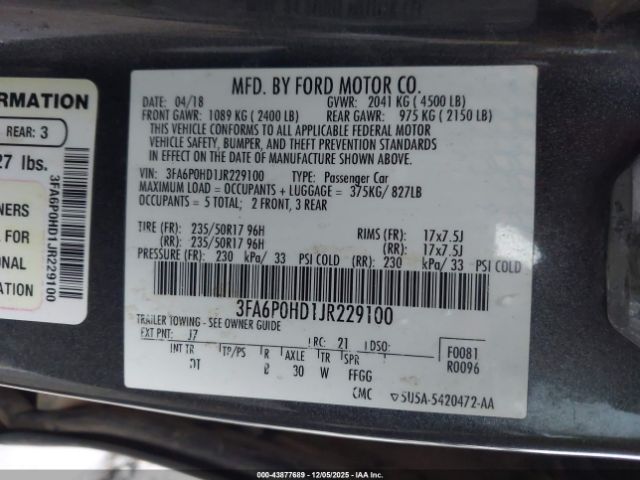 MFD. BY FORD MOTOR CO.
DATE: 04/18 GVWR: 2041 KG ( 4500 LB)
FRONT GAWR: 1089 KG ( 2400 LB) REAR GAWR: 975 KG ( 2150 LB)
THIS VEHICLE CONFORMS TO ALL APPLICABLE FEDERAL MOTOR
VEHICLE SAFETY, BUMPER, AND THEFT PREVENTION STANDARDS
IN EFFECT ON THE DATE OF MANUFACTURE SHOWN ABOVE.
VIN: 3FA6P0HD1JR229100 TYPE: Passenger Car
MAXIMUM LOAD = OCCUPANTS + LUGGAGE = 375KG/ 827LB
OCCUPANTS = 5 TOTAL; 2 FRONT, 3 REAR
TIRE (FR): 235/50R17 96H RIMS (FR): 17x7.5J
(RR): 235/50R17 96H (RR): 17x7.5J
PRESSURE (FR): 230 kPa/ 33 PSI COLD (RR): 230 kPa/ 33 PSI COLD
3FA6P0HD1JR229100
TRAILER TOWING - SEE OWNER GUIDE
EXT PNT: J7 RC: 21 DSO: F0081
INT TR TP/PS R AXLE TR SPR R0096
DT 30 W FFGG
CMC 5U5A-5420472-AA
ORMATION
REAR: 3
27 lbs.
NERS
FOR
ONAL
3FA6P0HD1JR229100
00-43877689 - 12/05/2025 - Copyright IAA, LLC